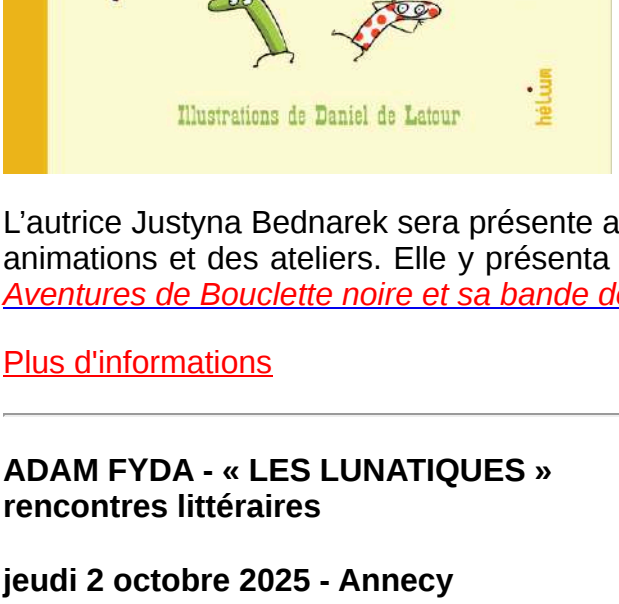 Illustrations de Daniel de Latour
hélium
L’autrice Justyna Bednarek sera présente a
animations et des ateliers. Elle y présenta
Aventures de Bouclette noire et sa bande de
Plus d'informations
ADAM FYDA - « LES LUNATIQUES »
rencontres littéraires
jeudi 2 octobre 2025 - Annecy